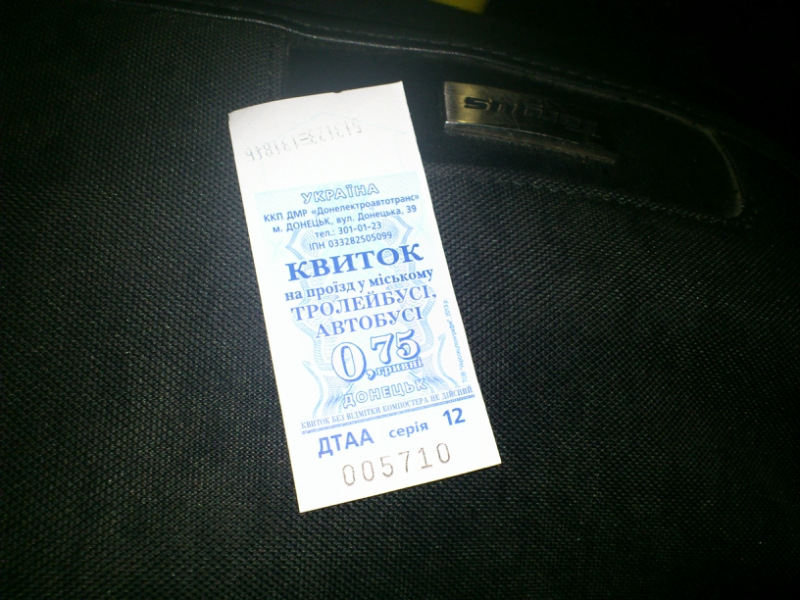 УКРАЇНА
ККП ДМР «Донелектроавтотранс»
м. ДОНЕЦЬК, вул. Донецька, 39
тел.: 301-01-23
ІПН 033282505099
КВИТОК
на проїзд у міському
ТРОЛЕЙБУСІ,
АВТОБУСІ
0,75
гривні
ДОНЕЦЬК
КВИТОК БЕЗ ВІДМІТКИ КОМПОСТЕРА НЕ ДІЙСНИЙ
ДТАА серія 12
005710